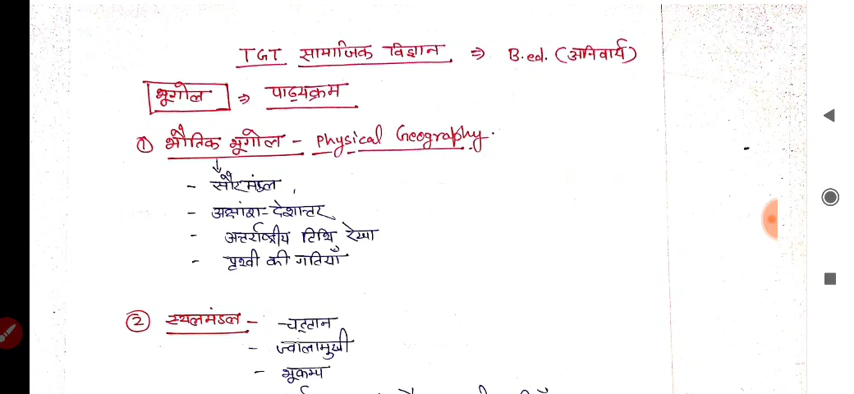 TGT सामाजिक विज्ञान ⇒ B.ed. (अनिवार्य)
भूगोल ⇒ पाठ्यक्रम
① भौतिक भूगोल - Physical Geography.
- सौरमंडल
- अक्षांश-देशान्तर
- अन्तर्राष्ट्रीय तिथि रेखा
- पृथ्वी की गतियाँ
② स्थलमंडल - - चट्टान
- ज्वालामुखी
- भूकम्प